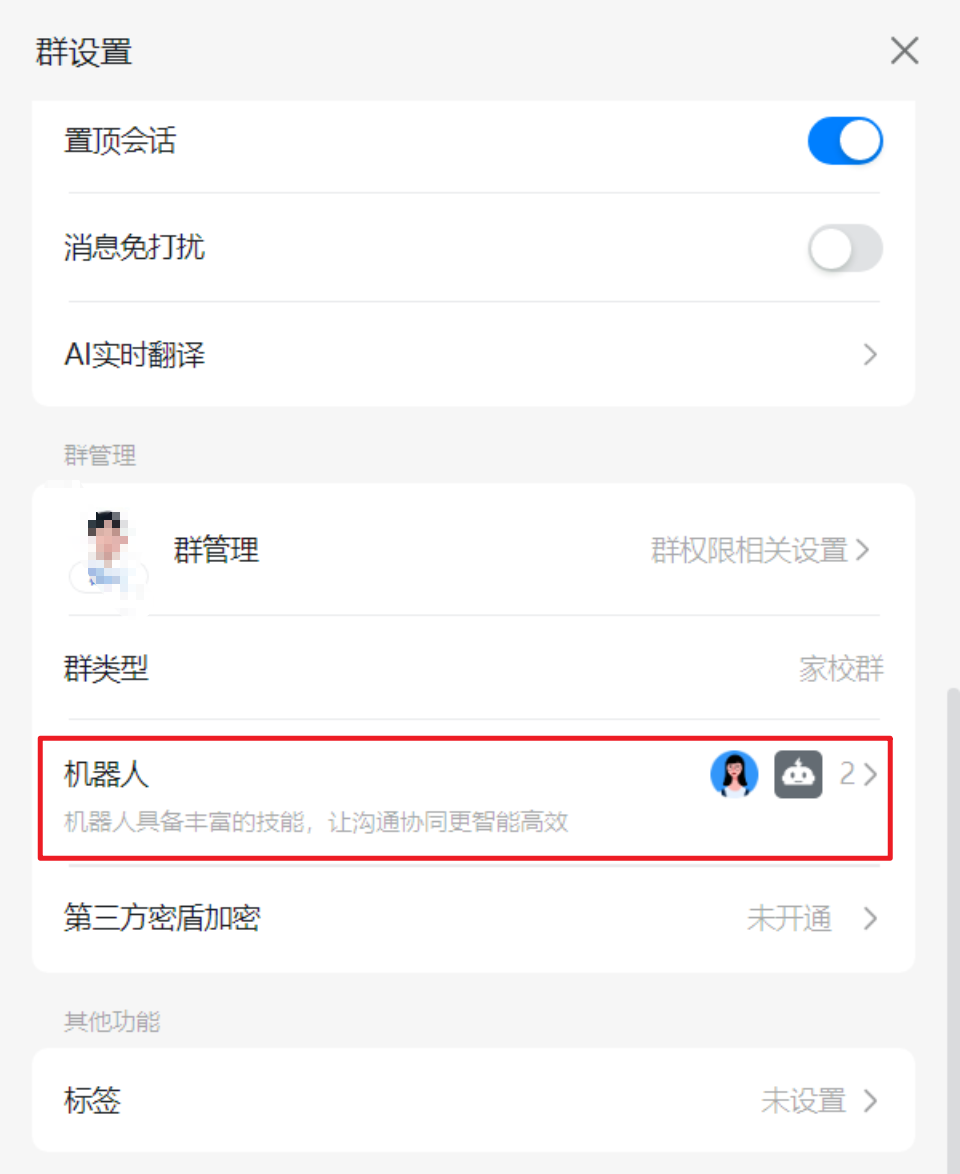 群设置
置顶会话
消息免打扰
AI实时翻译
群管理
群管理 群权限相关设置
群类型 家校群
机器人 2
机器人具备丰富的技能，让沟通协同更智能高效
第三方密盾加密 未开通
其他功能
标签 未设置